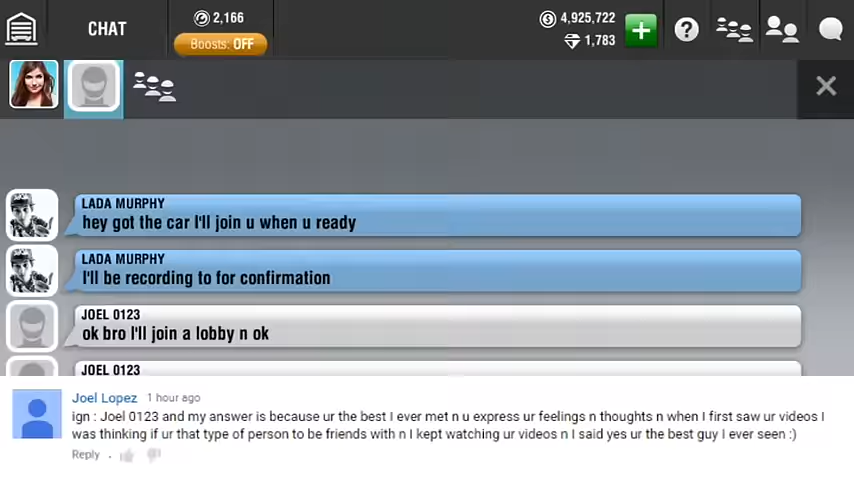 CHAT
2,166
Boosts: OFF
4,925,722
1,783
LADA MURPHY
hey got the car I'll join u when u ready
LADA MURPHY
I'll be recording to for confirmation
JOEL 0123
ok bro I'll join a lobby n ok
JOEL 0123
Joel Lopez 1 hour ago
ign : Joel 0123 and my answer is because ur the best I ever met n u express ur feelings n thoughts n when I first saw ur videos I
was thinking if ur that type of person to be friends with n I kept watching ur videos n I said yes ur the best guy I ever seen :)
Reply